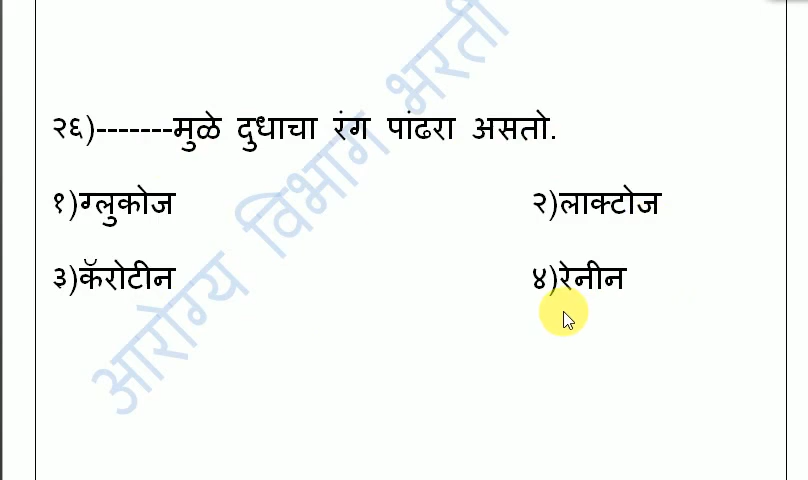 २६)-------मुळे दुधाचा रंग पांढरा असतो.
१)ग्लुकोज २)लाक्टोज
३)कॅरोटीन ४)रेनीन
आरोग्य विभाग भरती